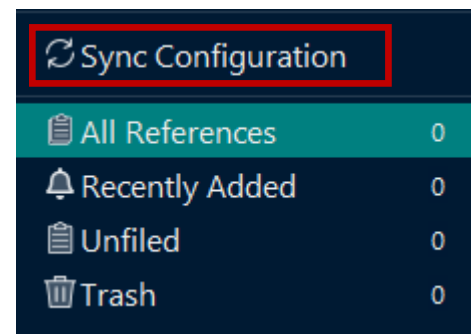 Sync Configuration
All References 0
Recently Added 0
Unfiled 0
Trash 0